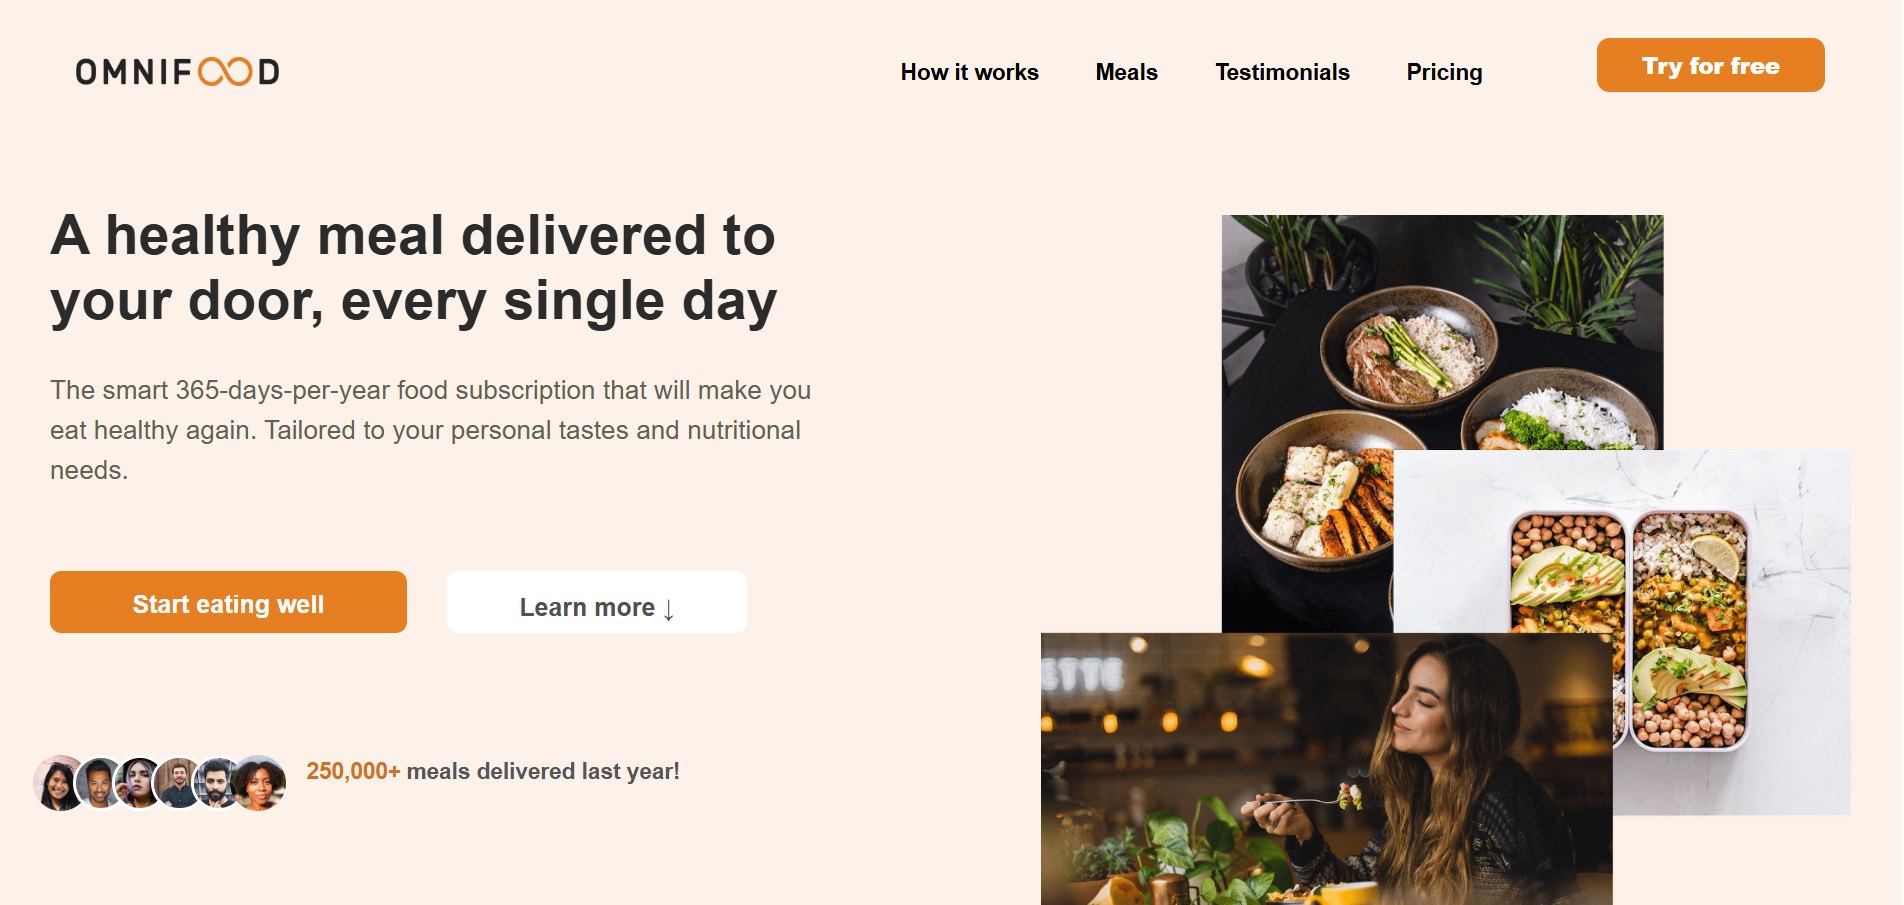 OMNIFOOD
How it works
Meals
Testimonials
Pricing
Try for free
A healthy meal delivered to
your door, every single day
The smart 365-days-per-year food subscription that will make you
eat healthy again. Tailored to your personal tastes and nutritional
needs.
Start eating well
Learn more ↓
250,000+ meals delivered last year!
ETTE